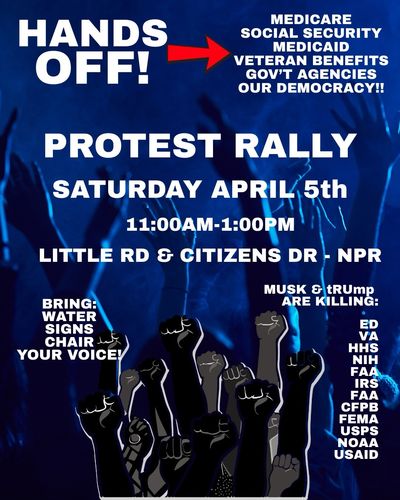 HANDS
OFF!
MEDICARE
SOCIAL SECURITY
MEDICAID
VETERAN BENEFITS
GOV'T AGENCIES
OUR DEMOCRACY!!
PROTEST RALLY
SATURDAY APRIL 5th
11:00AM-1:00PM
LITTLE RD & CITIZENS DR - NPR
BRING:
WATER
SIGNS
CHAIR
YOUR VOICE!
MUSK & tRUmp
ARE KILLING:
ED
VA
HHS
NIH
FAA
IRS
FAA
CFPB
FEMA
USPS
NOAA
USAID